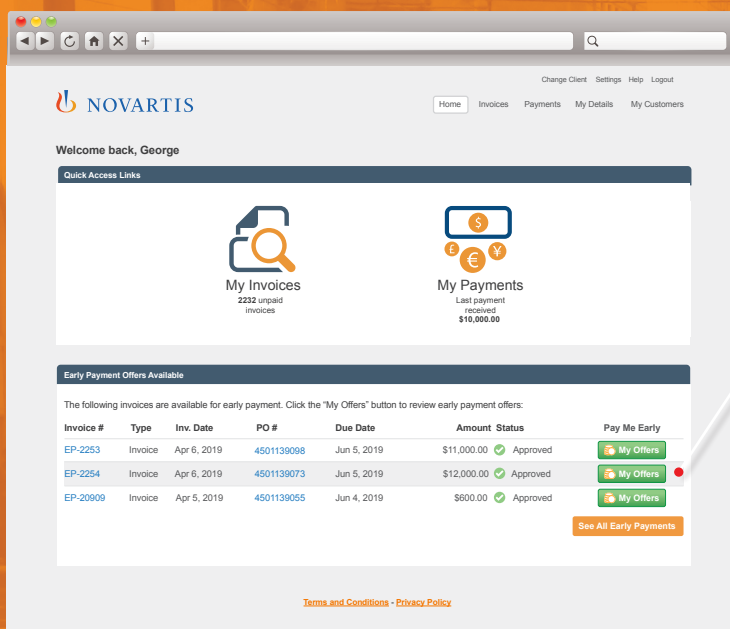 Change Client Settings Help Logout
NOVARTIS
Home Invoices Payments My Details My Customers
Welcome back, George
Quick Access Links
My Invoices
2232 unpaid
invoices
My Payments
Last payment
received
$10,000.00
Early Payment Offers Available
The following invoices are available for early payment. Click the “My Offers” button to review early payment offers:
Invoice # Type Inv. Date PO # Due Date Amount Status Pay Me Early
EP-2253 Invoice Apr 6, 2019 4501139098 Jun 5, 2019 $11,000.00 Approved My Offers
EP-2254 Invoice Apr 6, 2019 4501139073 Jun 5, 2019 $12,000.00 Approved My Offers
EP-20909 Invoice Apr 5, 2019 4501139055 Jun 4, 2019 $600.00 Approved My Offers
See All Early Payments
Terms and Conditions - Privacy Policy